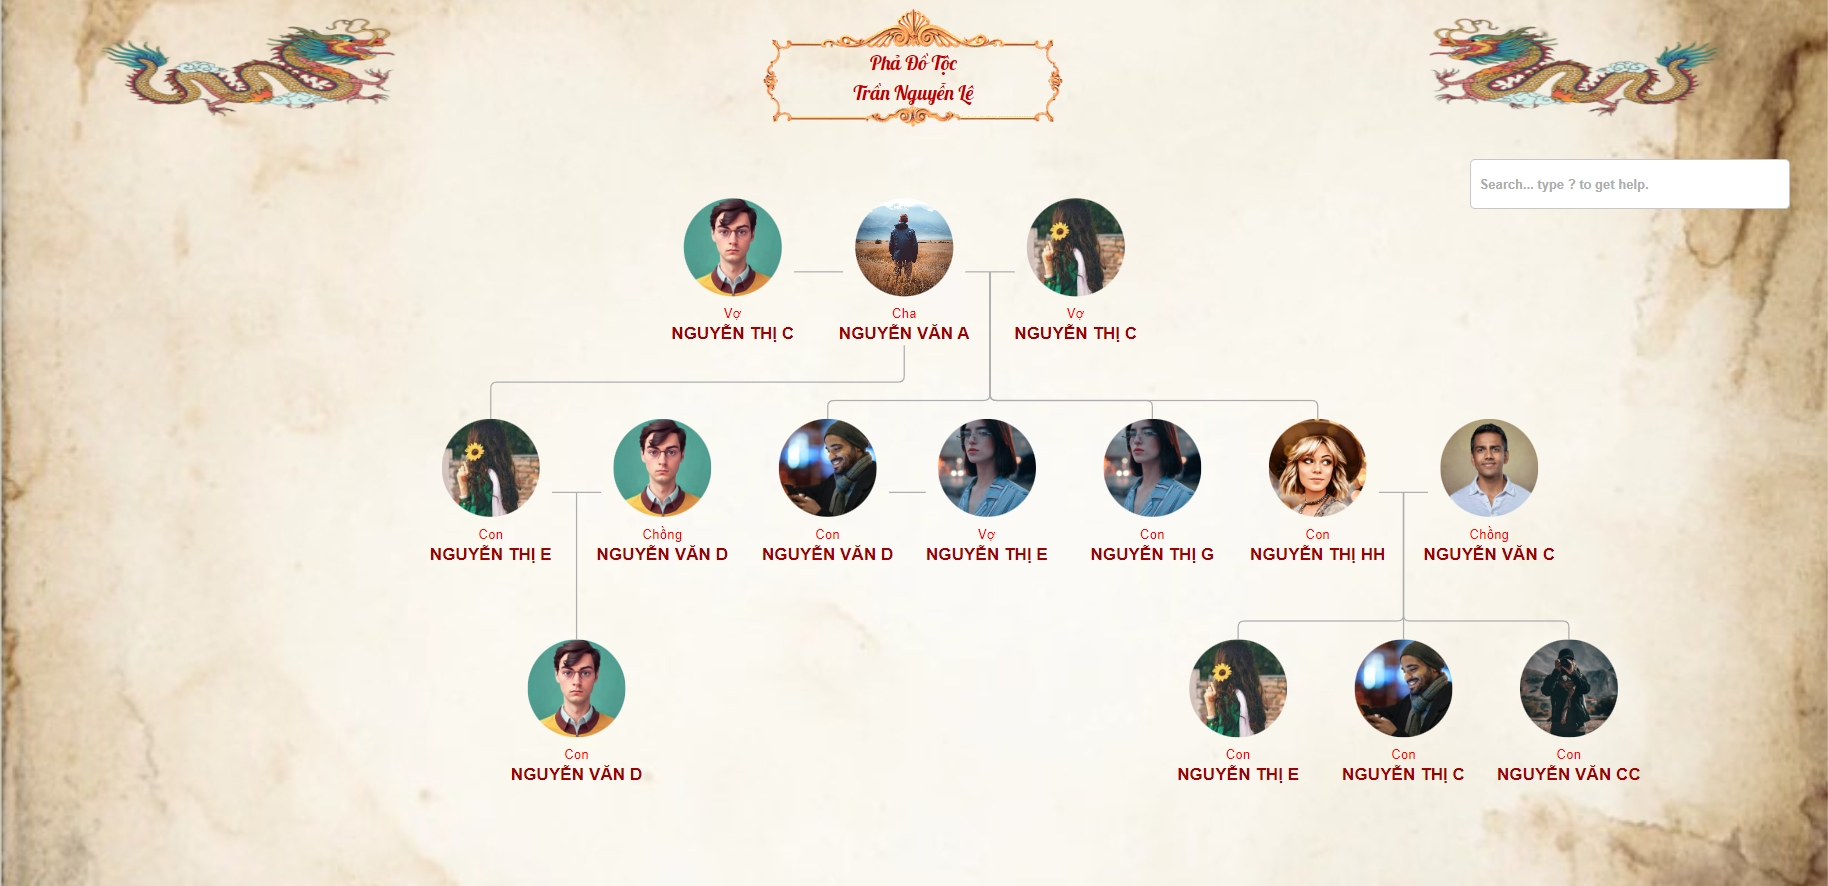 Phả Đồ Tộc
Trần Nguyễn Lê
Search... type ? to get help.
Vợ
NGUYỄN THỊ C
Cha
NGUYỄN VĂN A
Vợ
NGUYỄN THỊ C
Con
NGUYỄN THỊ E
Chồng
NGUYỄN VĂN D
Con
NGUYỄN VĂN D
Vợ
NGUYỄN THỊ E
Con
NGUYỄN THỊ G
Con
NGUYỄN THỊ HH
Chồng
NGUYỄN VĂN C
Con
NGUYỄN VĂN D
Con
NGUYỄN THỊ E
Con
NGUYỄN THỊ C
Con
NGUYỄN VĂN CC